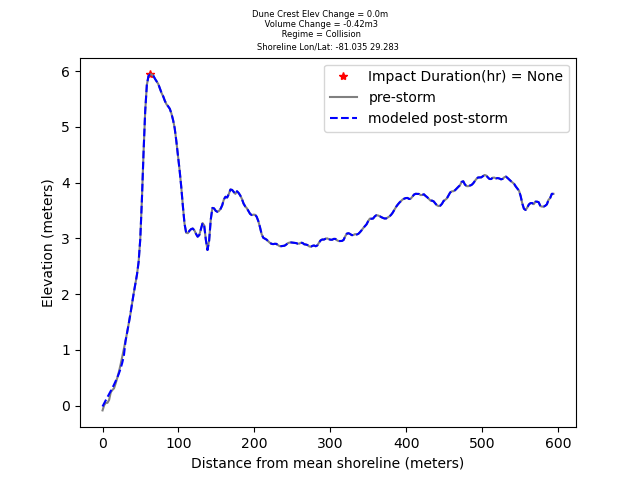 Dune Crest Elev Change = 0.0m
Volume Change = -0.42m3
Regime = Collision
Shoreline Lon/Lat: -81.035 29.283
Impact Duration(hr) = None
pre-storm
modeled post-storm
Elevation (meters)
6
5
4
3
2
1
0
0 100 200 300 400 500 600
Distance from mean shoreline (meters)